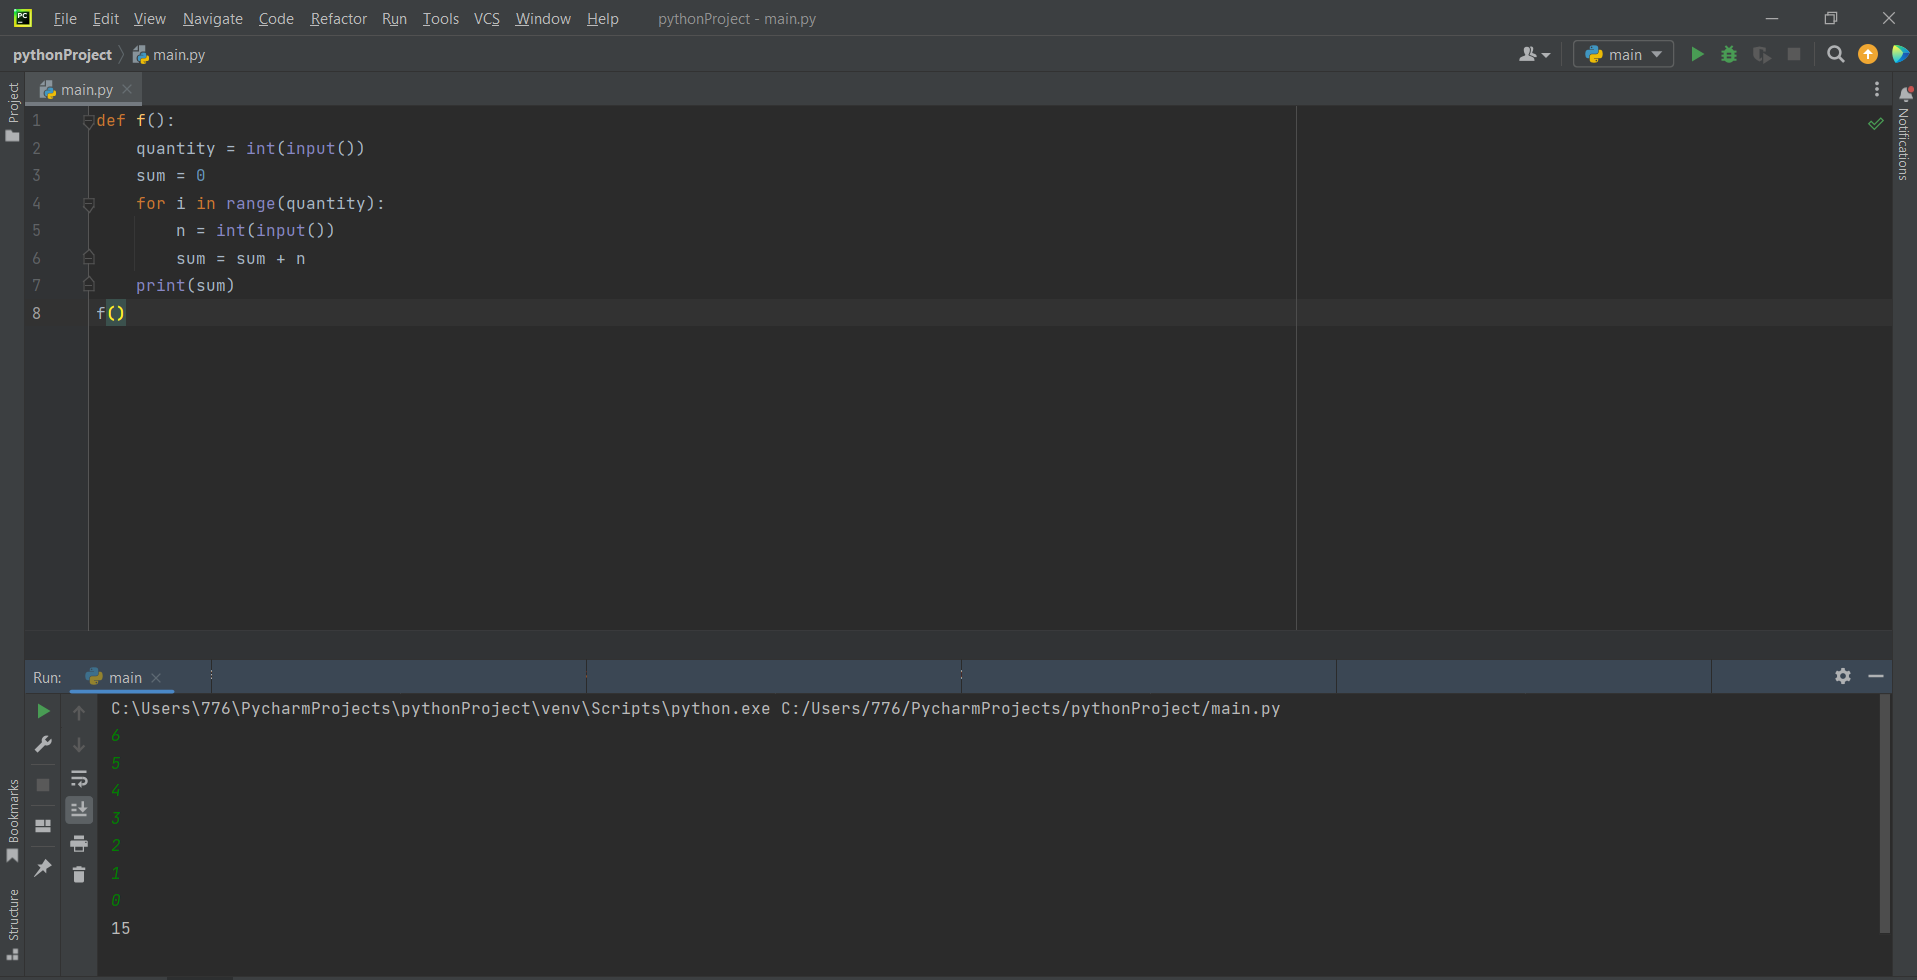 PC File Edit View Navigate Code Refactor Run Tools VCS Window Help pythonProject - main.py
pythonProject main.py main
Project
main.py
Notifications
1 def f():
2     quantity = int(input())
3     sum = 0
4     for i in range(quantity):
5         n = int(input())
6         sum = sum + n
7     print(sum)
8 f()
Run: main
C:\Users\776\PycharmProjects\pythonProject\venv\Scripts\python.exe C:/Users/776/PycharmProjects/pythonProject/main.py
6
5
4
3
2
1
0
15
Bookmarks
Structure